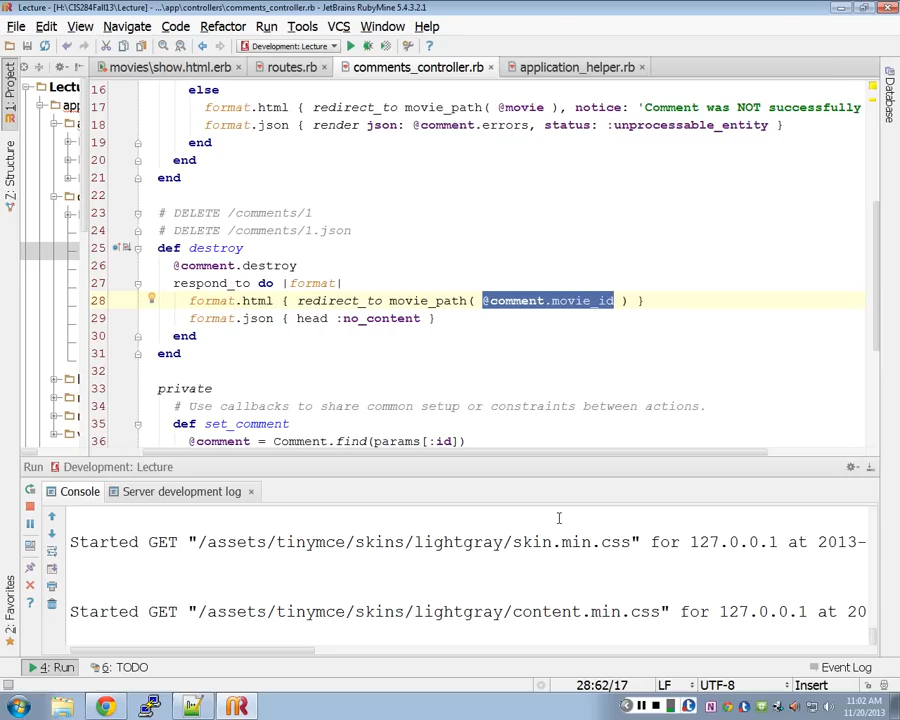 Lecture - [H:\CIS284Fall13\Lecture] - ...\app\controllers\comments_controller.rb - JetBrains RubyMine 5.4.3.2.1
File Edit View Navigate Code Refactor Run Tools VCS Window Help
Development: Lecture
movies\show.html.erb routes.rb comments_controller.rb application_helper.rb
1: Project
Z: Structure
2: Favorites
Database
Lectu
app
16 else
17 format.html { redirect_to movie_path( @movie ), notice: 'Comment was NOT successfully
18 format.json { render json: @comment.errors, status: :unprocessable_entity }
19 end
20 end
21 end
22
23 # DELETE /comments/1
24 # DELETE /comments/1.json
25 def destroy
26 @comment.destroy
27 respond_to do |format|
28 format.html { redirect_to movie_path( @comment.movie_id ) }
29 format.json { head :no_content }
30 end
31 end
32
33 private
34 # Use callbacks to share common setup or constraints between actions.
35 def set_comment
36 @comment = Comment.find(params[:id])
Run Development: Lecture
Console Server development log
Started GET "/assets/tinymce/skins/lightgray/skin.min.css" for 127.0.0.1 at 2013-
Started GET "/assets/tinymce/skins/lightgray/content.min.css" for 127.0.0.1 at 20
4: Run 6: TODO Event Log
28:62/17 LF UTF-8 Insert
11:02 AM
11/20/2013